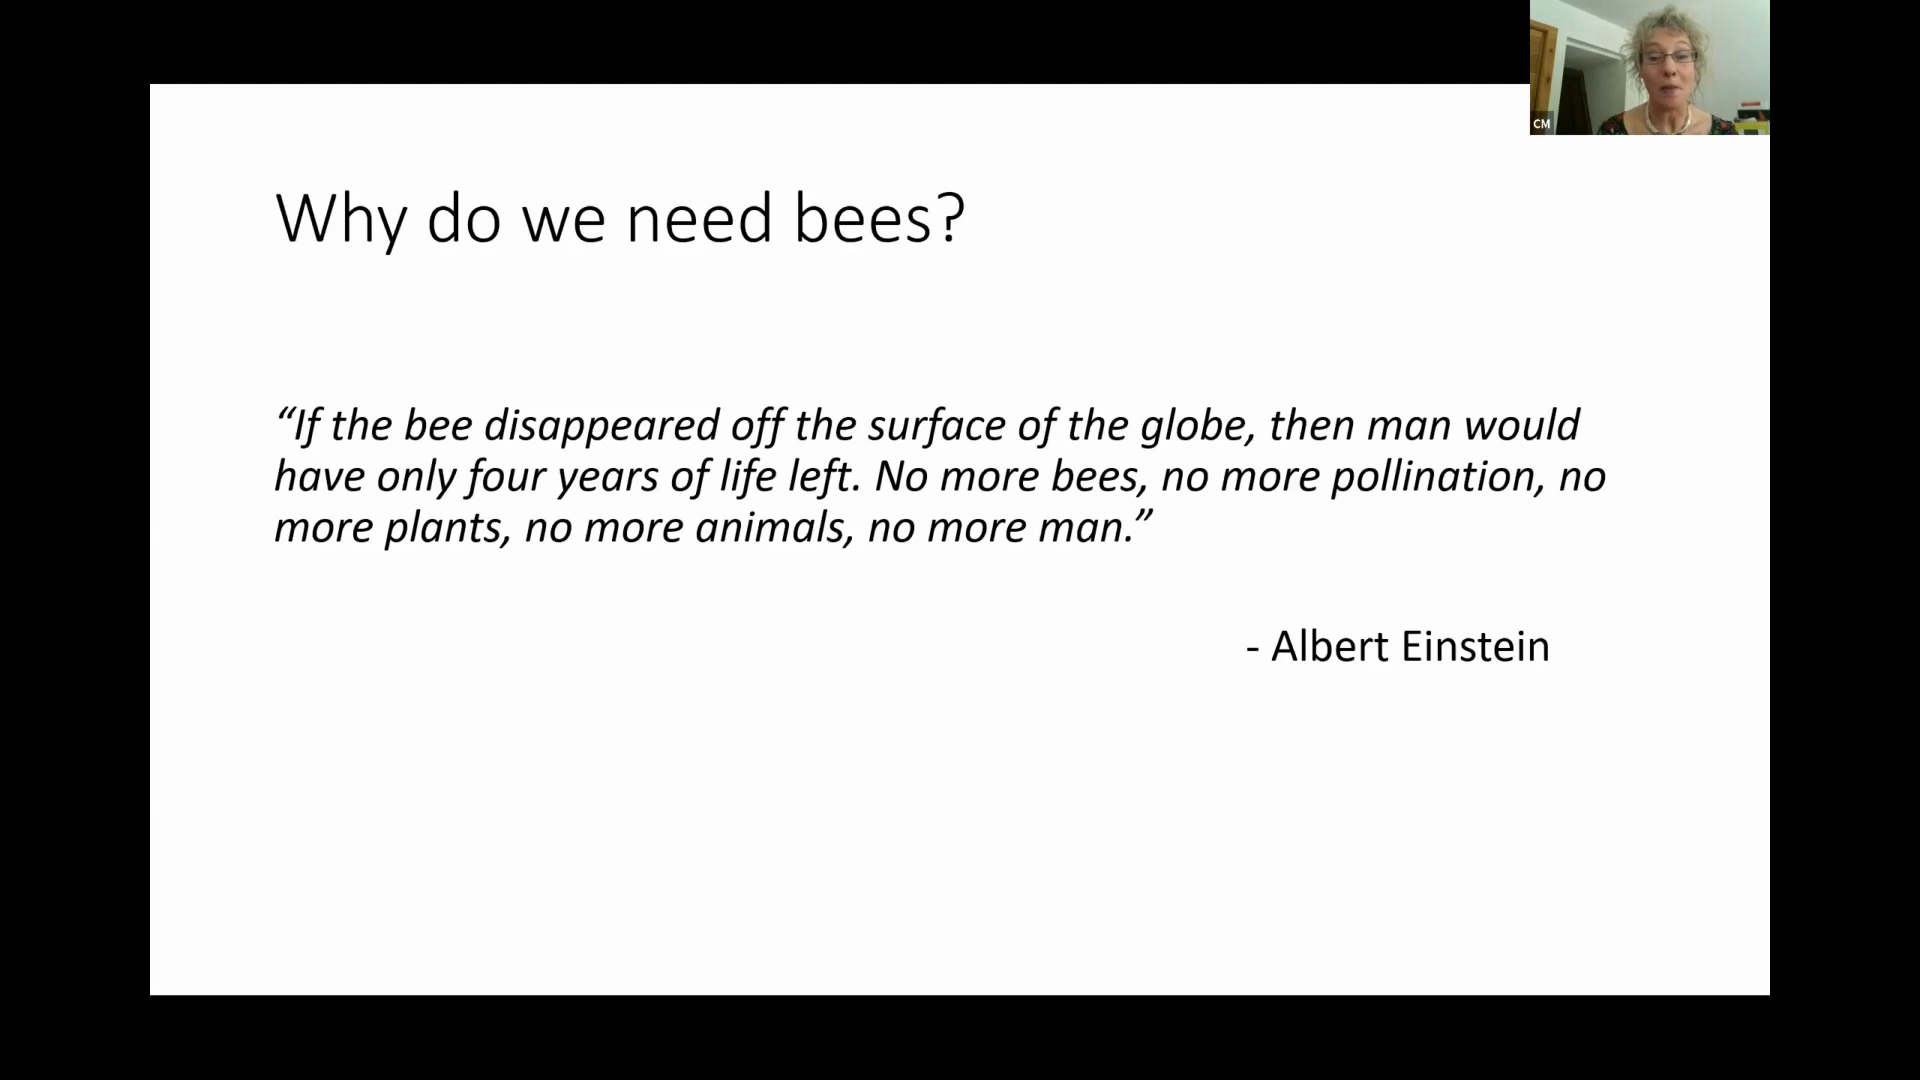 CM
Why do we need bees?
“If the bee disappeared off the surface of the globe, then man would
have only four years of life left. No more bees, no more pollination, no
more plants, no more animals, no more man.”
- Albert Einstein